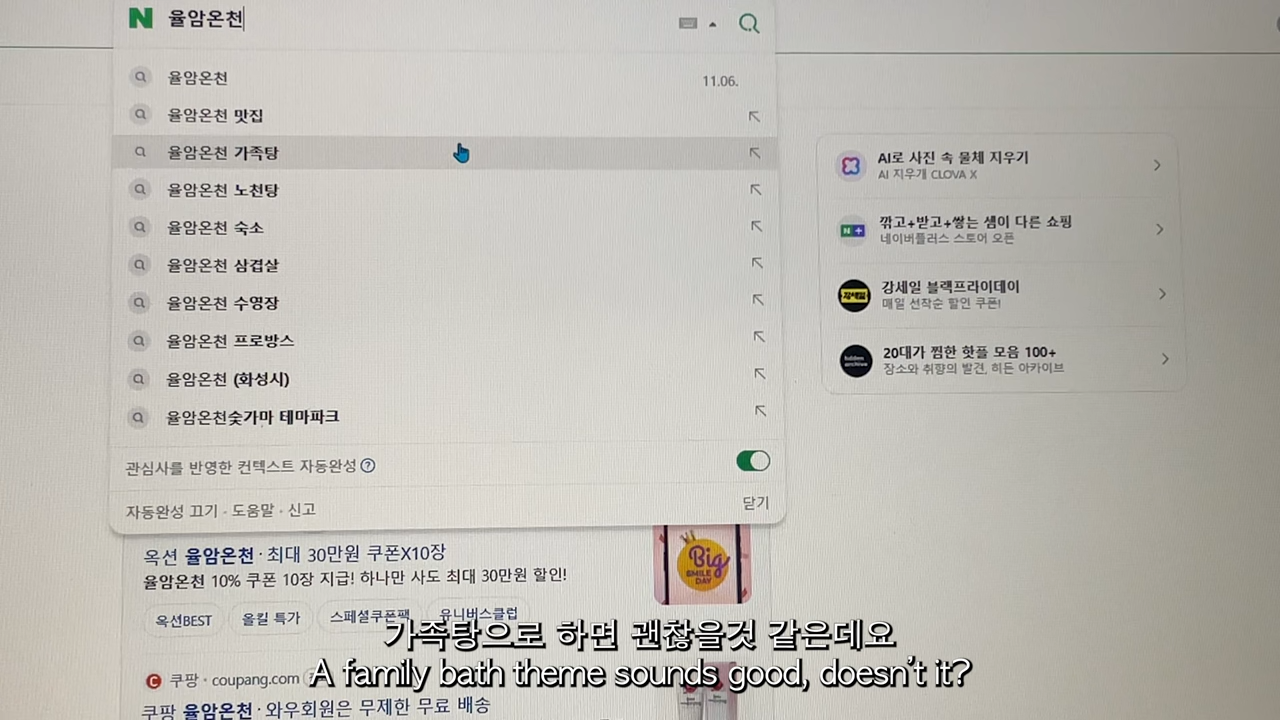 N 율암온천
율암온천 11.06.
율암온천 맛집
율암온천 가족탕
율암온천 노천탕
율암온천 숙소
율암온천 삼겹살
율암온천 수영장
율암온천 프로방스
율암온천 (화성시)
율암온천숯가마 테마파크
관심사를 반영한 컨텍스트 자동완성 ?
자동완성 끄기 · 도움말 · 신고 닫기
AI로 사진 속 물체 지우기
AI 지우개 CLOVA X
N +
깎고+받고+쌓는 셈이 다른 쇼핑
네이버플러스 스토어 오픈
강세일
강세일 블랙프라이데이
매일 선착순 할인 쿠폰!
hidden
archive
20대가 찜한 핫플 모음 100+
장소와 취향의 발견, 히든 아카이브
옥션 율암온천 · 최대 30만원 쿠폰X10장
율암온천 10% 쿠폰 10장 지급! 하나만 사도 최대 30만원 할인!
Big
SMILE
DAY
옥션BEST 올킬 특가 스페셜쿠폰팩 유니버스클럽
가족탕으로 하면 괜찮을것 같은데요
A family bath theme sounds good, doesn't it?
C 쿠팡 · coupang.com
쿠팡 율암온천 · 와우회원은 무제한 무료 배송